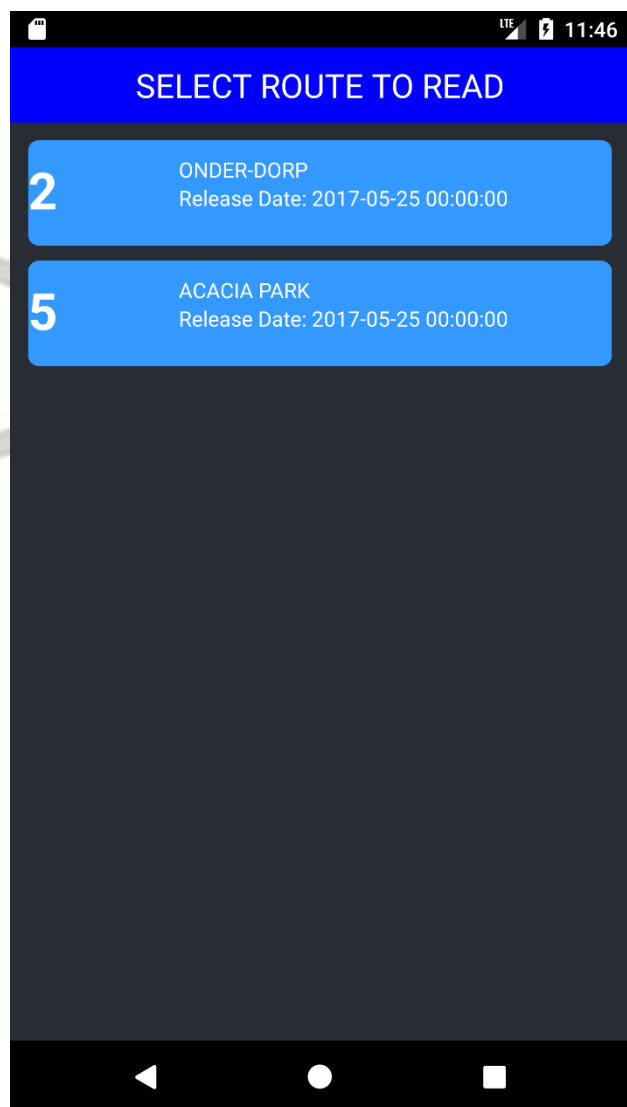 LTE 11:46
SELECT ROUTE TO READ
2
ONDER-DORP
Release Date: 2017-05-25 00:00:00
5
ACACIA PARK
Release Date: 2017-05-25 00:00:00